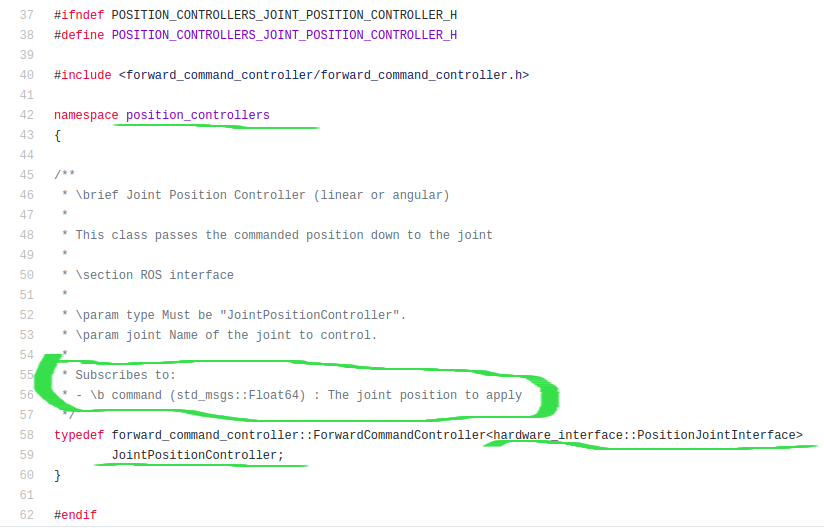 37 #ifndef POSITION_CONTROLLERS_JOINT_POSITION_CONTROLLER_H
38 #define POSITION_CONTROLLERS_JOINT_POSITION_CONTROLLER_H
39
40 #include <forward_command_controller/forward_command_controller.h>
41
42 namespace position_controllers
43 {
44
45 /**
46 * \brief Joint Position Controller (linear or angular)
47 *
48 * This class passes the commanded position down to the joint
49 *
50 * \section ROS interface
51 *
52 * \param type Must be "JointPositionController".
53 * \param joint Name of the joint to control.
54 *
55 * Subscribes to:
56 * - \b command (std_msgs::Float64) : The joint position to apply
57 */
58 typedef forward_command_controller::ForwardCommandController<hardware_interface::PositionJointInterface>
59 JointPositionController;
60 }
61
62 #endif